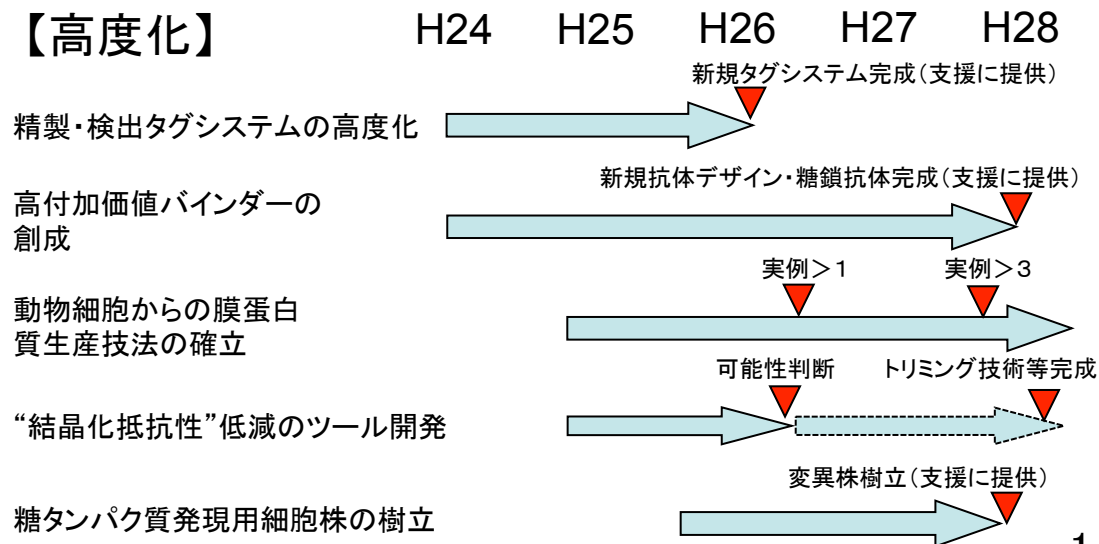 【高度化】 H24 H25 H26 H27 H28
新規タグシステム完成(支援に提供)
精製・検出タグシステムの高度化
新規抗体デザイン・糖鎖抗体完成(支援に提供)
高付加価値バインダーの
創成
実例>1 実例>3
動物細胞からの膜蛋白
質生産技法の確立
可能性判断 トリミング技術等完成
“結晶化抵抗性”低減のツール開発
変異株樹立(支援に提供)
糖タンパク質発現用細胞株の樹立